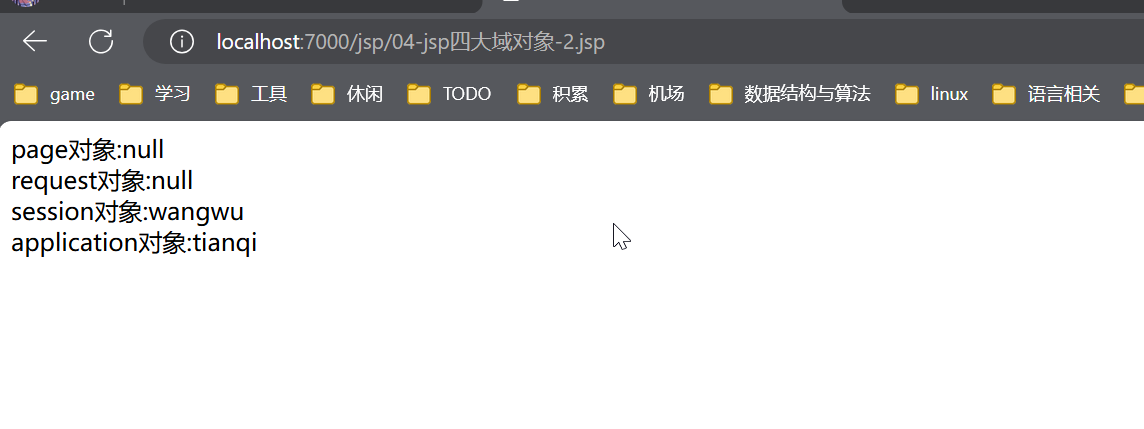 localhost:7000/jsp/04-jsp四大域对象-2.jsp
game 学习 工具 休闲 TODO 积累 机场 数据结构与算法 linux 语言相关
page对象:null
request对象:null
session对象:wangwu
application对象:tianqi